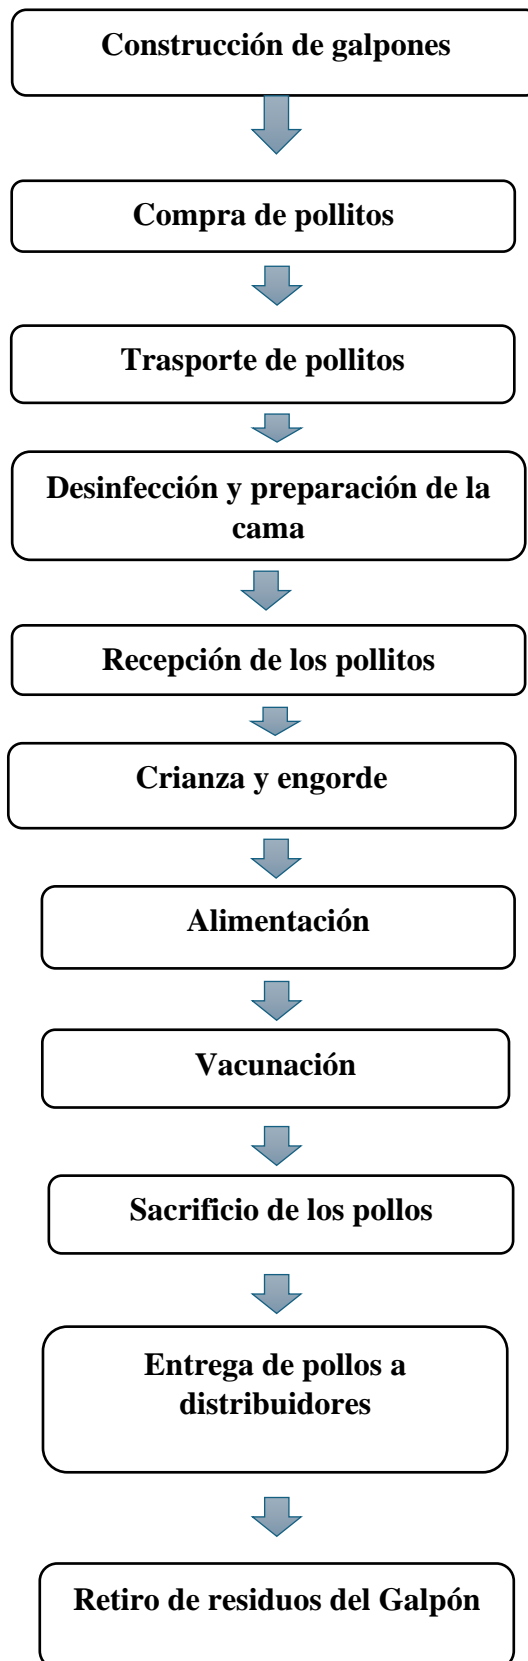 Construcción de galpones
Compra de pollitos
Trasporte de pollitos
Desinfección y preparación de la
cama
Recepción de los pollitos
Crianza y engorde
Alimentación
Vacunación
Sacrificio de los pollos
Entrega de pollos a
distribuidores
Retiro de residuos del Galpón